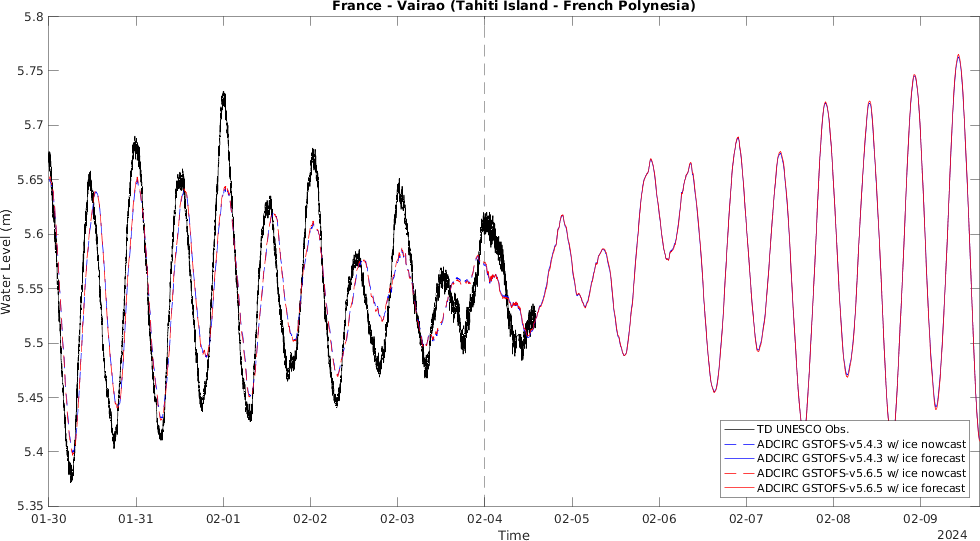 France - Vairao (Tahiti Island - French Polynesia)
5.8
5.75
5.7
5.65
5.6
5.55
5.5
5.45
5.4
5.35
Water Level (m)
TD UNESCO Obs.
ADCIRC GSTOFS-v5.4.3 w/ ice nowcast
ADCIRC GSTOFS-v5.4.3 w/ ice forecast
ADCIRC GSTOFS-v5.6.5 w/ ice nowcast
ADCIRC GSTOFS-v5.6.5 w/ ice forecast
01-30 01-31 02-01 02-02 02-03 02-04 02-05 02-06 02-07 02-08 02-09
Time
2024